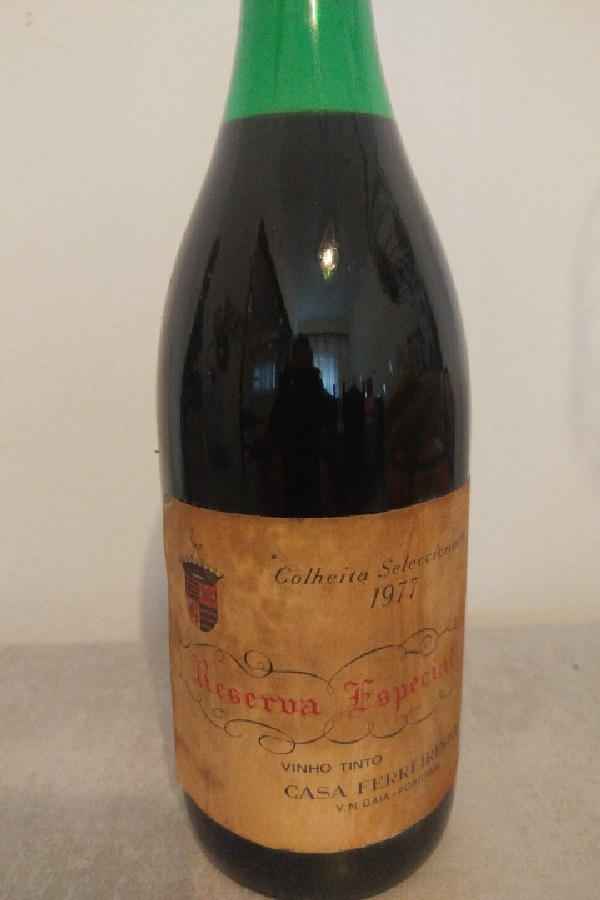 Colheita Seleccionada
1977
Reserva Especial
VINHO TINTO
CASA FERREIRINHA
V. N. GAIA-PORTUGAL